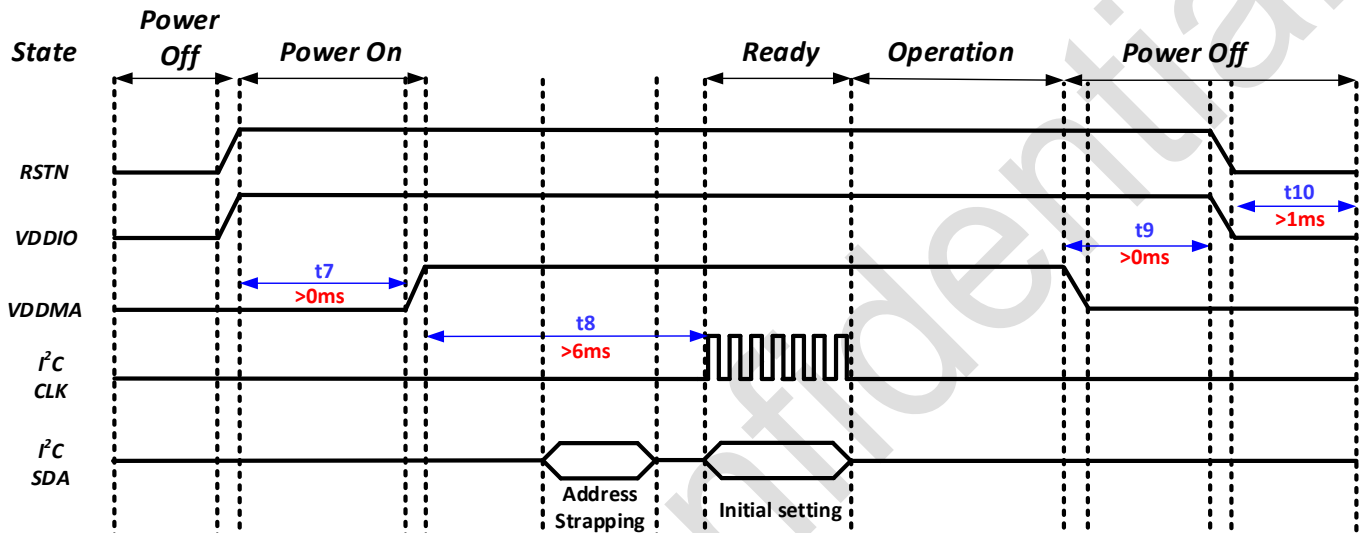 State
Power
Off
Power On
Ready
Operation
Power Off
RSTN
VDDIO
VDDMA
I²C
CLK
I²C
SDA
t7
>0ms
t8
>6ms
t9
>0ms
t10
>1ms
Address
Strapping
Initial setting
nfidential